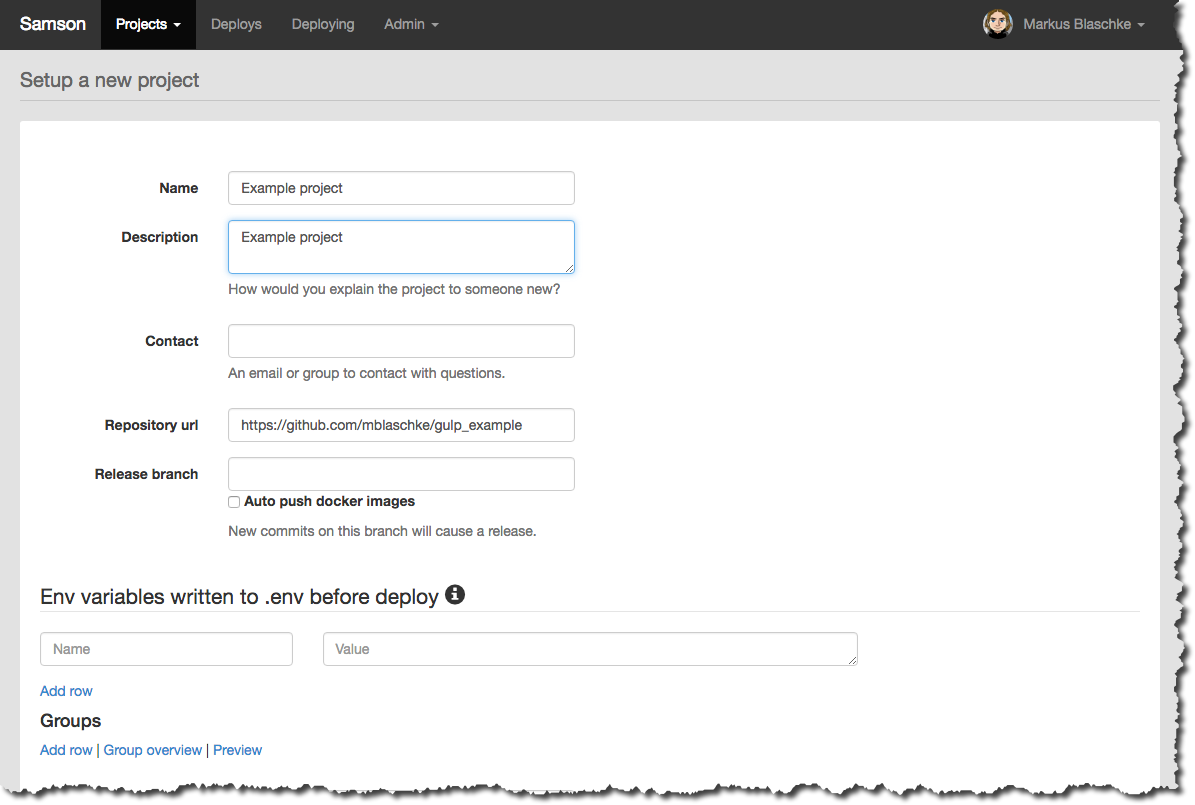 Samson Projects Deploys Deploying Admin Markus Blaschke
Setup a new project
Name Example project
Description Example project
How would you explain the project to someone new?
Contact
An email or group to contact with questions.
Repository url https://github.com/mblaschke/gulp_example
Release branch
Auto push docker images
New commits on this branch will cause a release.
Env variables written to .env before deploy
Name Value
Add row
Groups
Add row | Group overview | Preview